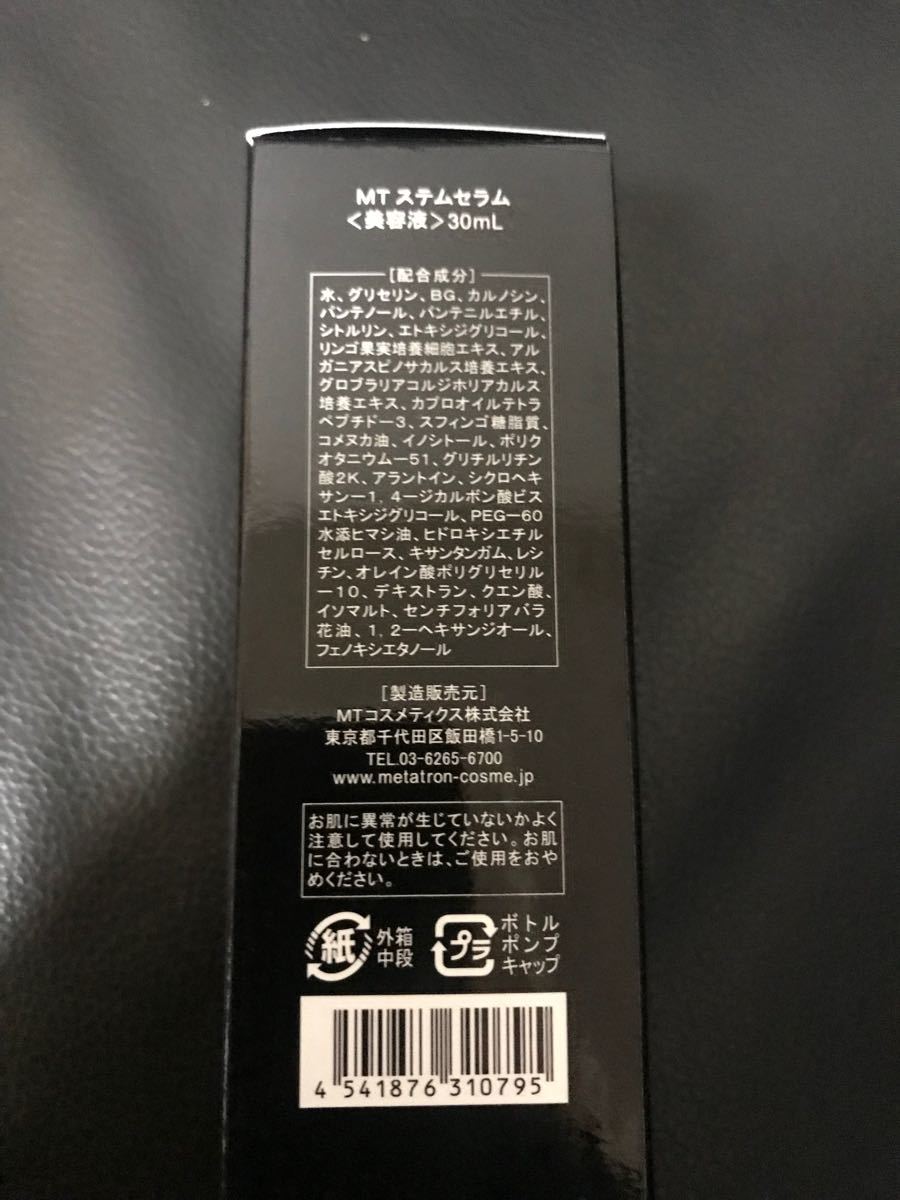 MT ステムセラム
＜美容液＞30mL
［配合成分］
水、グリセリン、BG、カルノシン、
パンテノール、パンテニルエチル、
シトルリン、エトキシジグリコール、
リンゴ果実培養細胞エキス、アル
ガニアスピノサカルス培養エキス、
グロブラリアコルジホリアカルス
培養エキス、カプロオイルテトラ
ペプチドー3、スフィンゴ糖脂質、
コメヌカ油、イノシトール、ポリク
オタニウムー51、グリチルリチン
酸2K、アラントイン、シクロヘキ
サンー1,4ージカルボン酸ビス
エトキシジグリコール、PEGー60
水添ヒマシ油、ヒドロキシエチル
セルロース、キサンタンガム、レシ
チン、オレイン酸ポリグリセリル
ー10、デキストラン、クエン酸、
イソマルト、センチフォリアバラ
花油、1,2ーヘキサンジオール、
フェノキシエタノール
［製造販売元］
MTコスメティクス株式会社
東京都千代田区飯田橋1-5-10
TEL.03-6265-6700
www.metatron-cosme.jp
お肌に異常が生じていないかよく
注意して使用してください。お肌
に合わないときは、ご使用をおや
めください。
紙 外箱 中段
プラ ボトル ポンプ キャップ
4 541876 310795